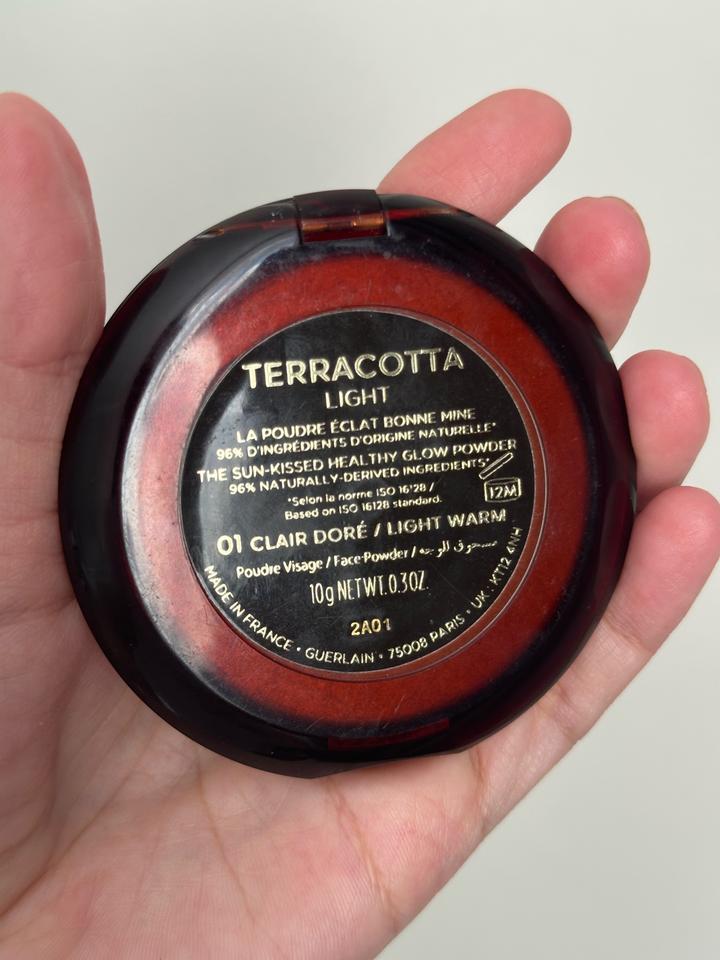 TERRACOTTA
LIGHT
LA POUDRE ÉCLAT BONNE MINE
96% D'INGRÉDIENTS D'ORIGINE NATURELLE*
THE SUN-KISSED HEALTHY GLOW POWDER
96% NATURALLY-DERIVED INGREDIENTS*
12M
*Selon la norme ISO 16128 /
Based on ISO 16128 standard.
01 CLAIR DORÉ / LIGHT WARM
Poudre Visage / Face Powder / مسحوق الوجه
10g NET WT. 0.3 OZ.
2A01
MADE IN FRANCE • GUERLAIN • 75008 PARIS • UK: KT12 4NH